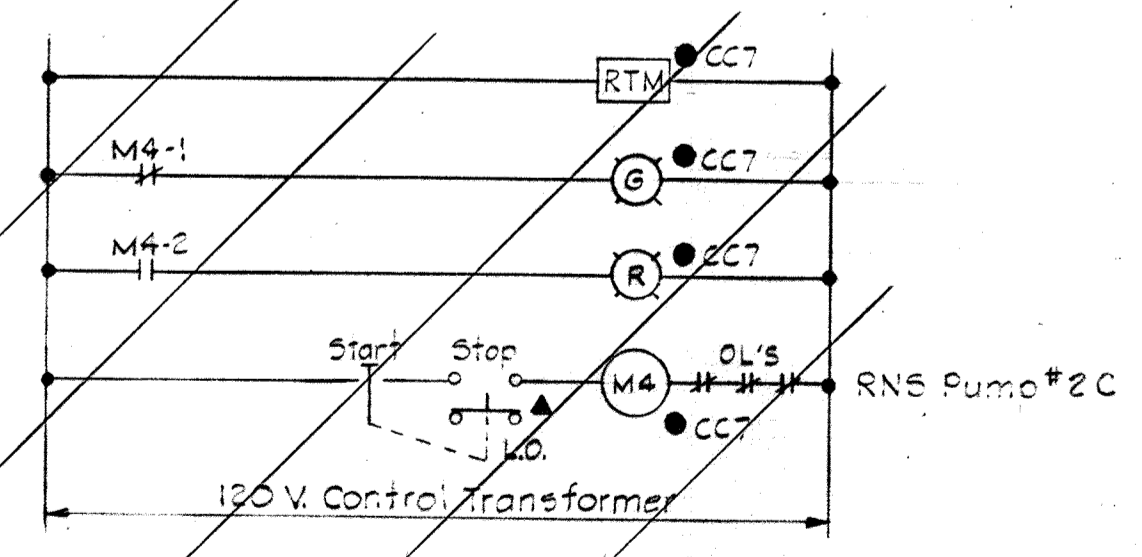 CC7
RTM
M4-1
CC7
G
M4-2
CC7
R
Start Stop OL'S
M4 RNS Pump #2C
CC7
L.O.
120 V. Control Transformer